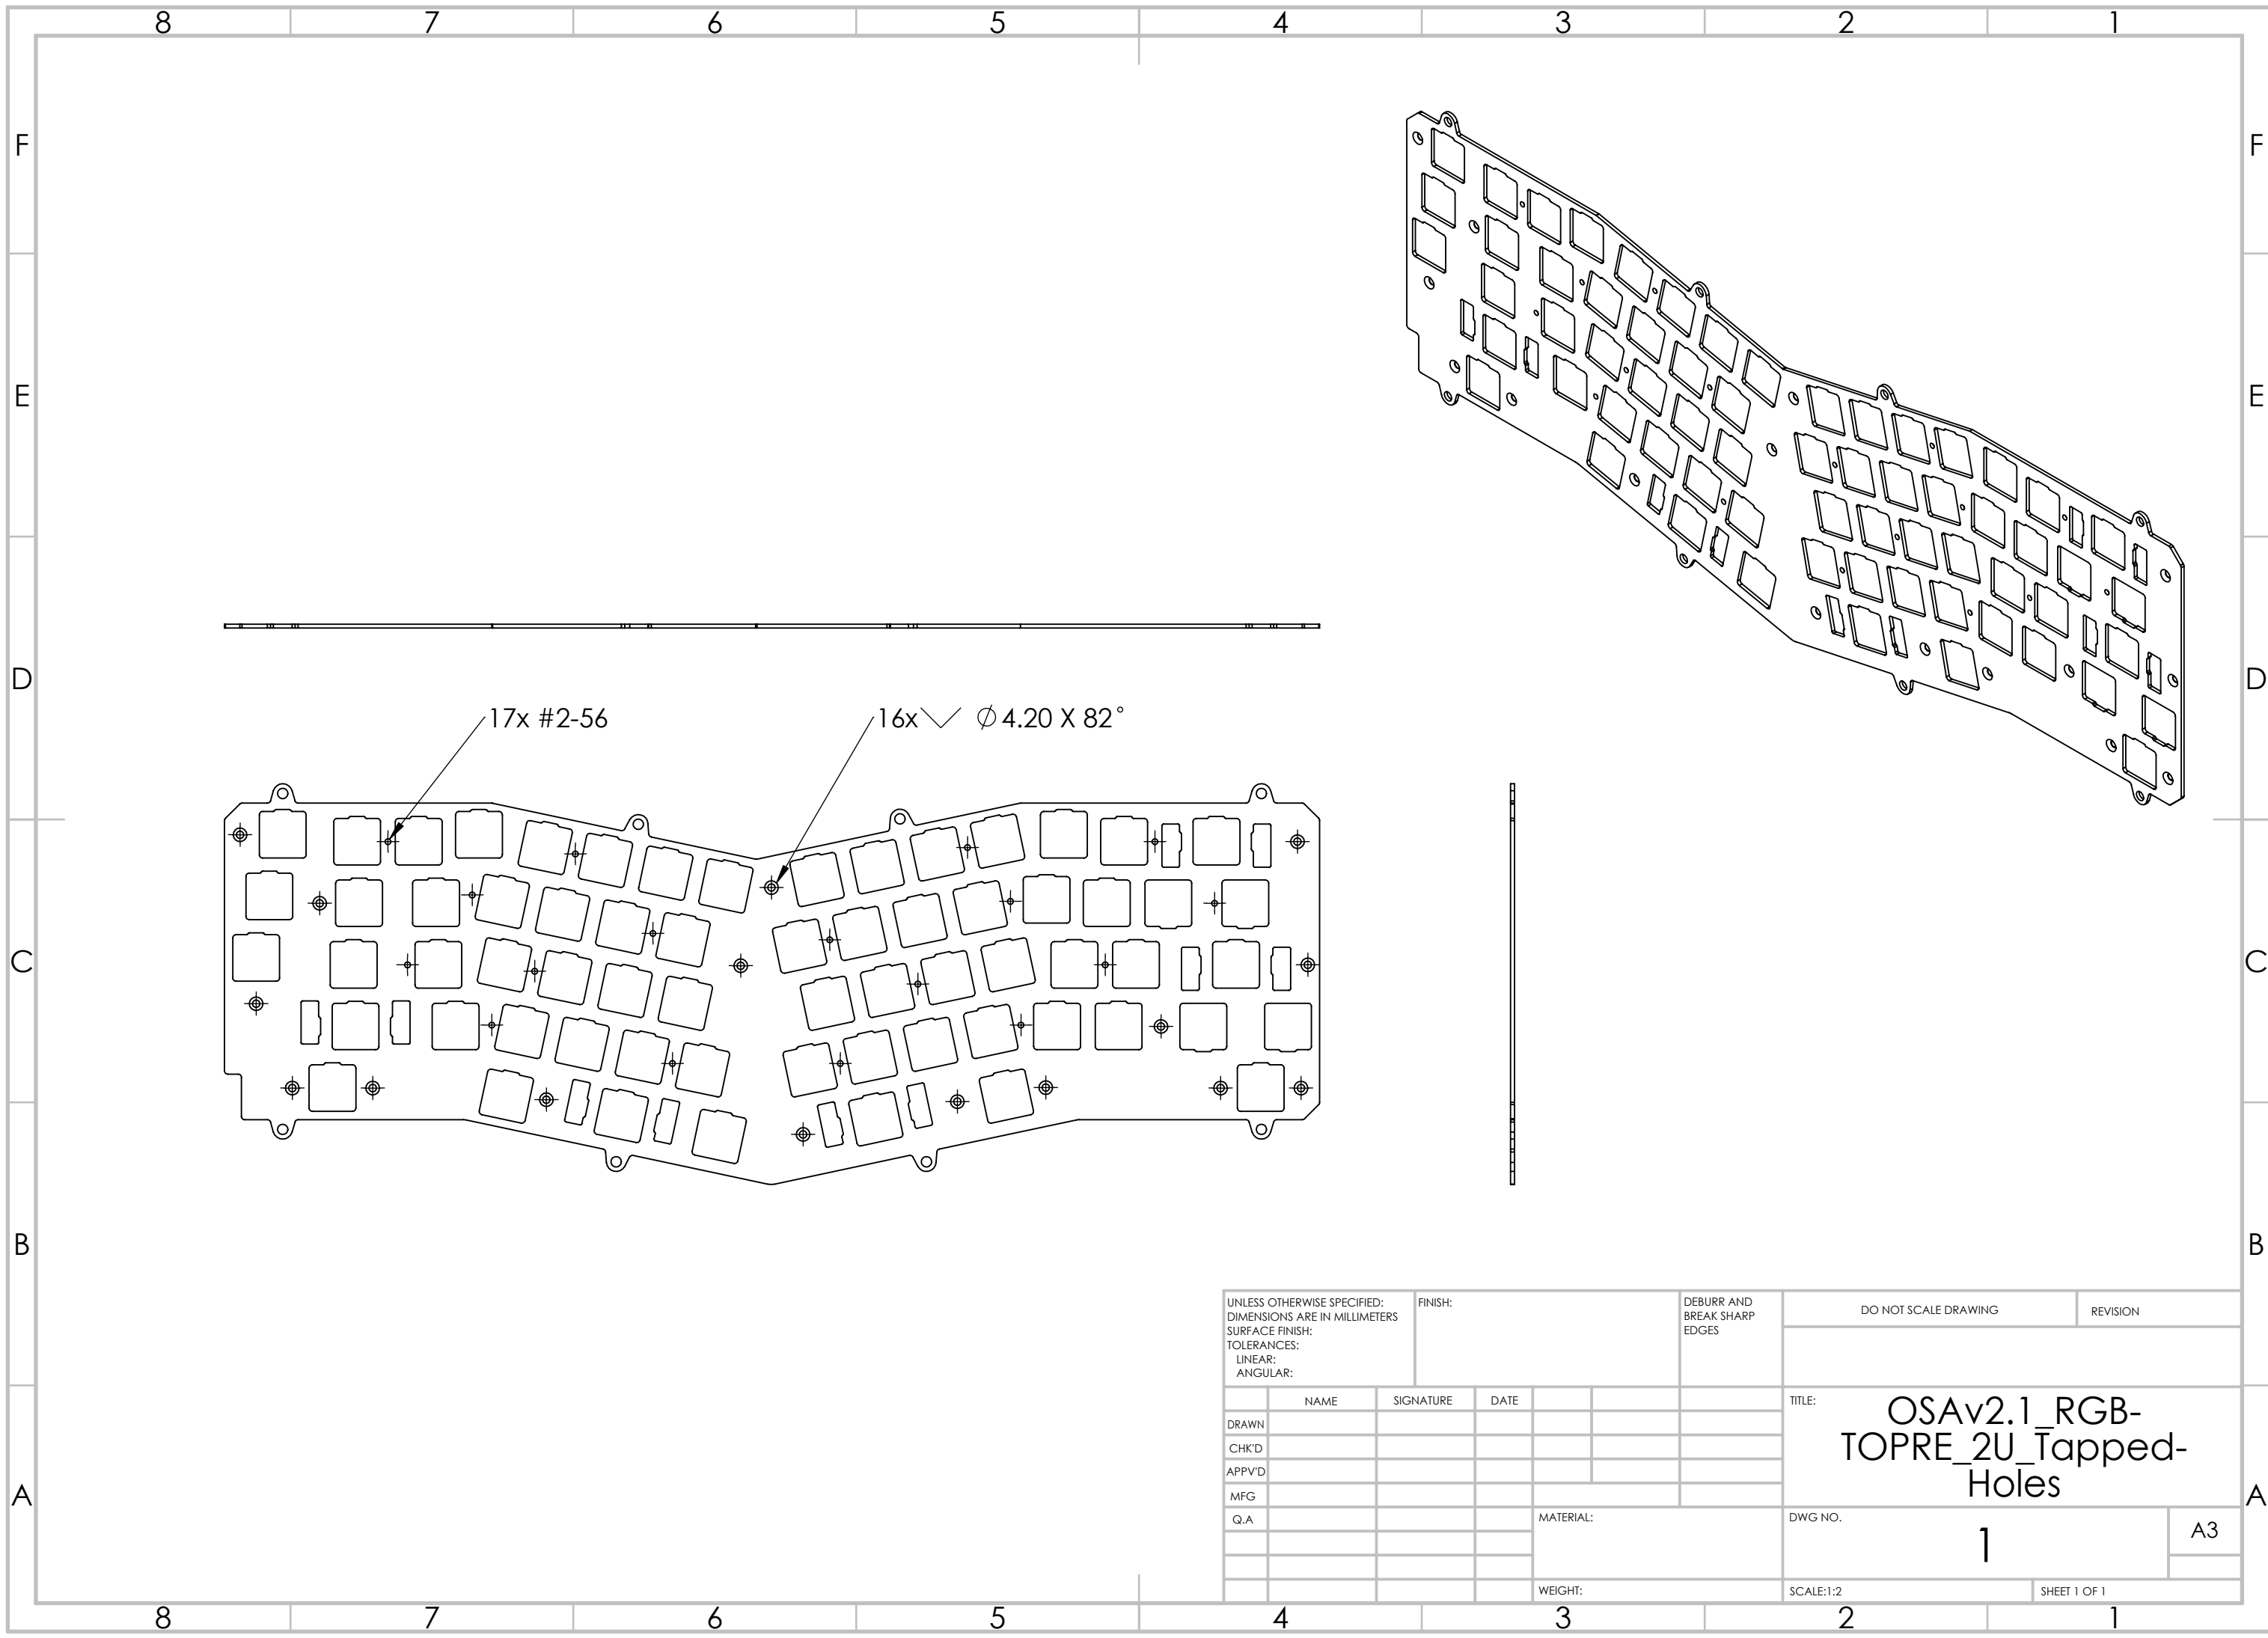 8 7 6 5 4 3 2 1
F F
E E
D D
17x #2-56
16x ⌵ ∅ 4.20 X 82°
C C
B B
UNLESS OTHERWISE SPECIFIED:
DIMENSIONS ARE IN MILLIMETERS
SURFACE FINISH:
TOLERANCES:
LINEAR:
ANGULAR:
FINISH:
DEBURR AND
BREAK SHARP
EDGES
DO NOT SCALE DRAWING
REVISION
NAME SIGNATURE DATE
DRAWN
CHK'D
APPV'D
MFG
Q.A
TITLE:
OSAv2.1_RGB-
TOPRE_2U_Tapped-
Holes
A A
MATERIAL:
DWG NO.
1
A3
WEIGHT:
SCALE:1:2
SHEET 1 OF 1
8 7 6 5 4 3 2 1